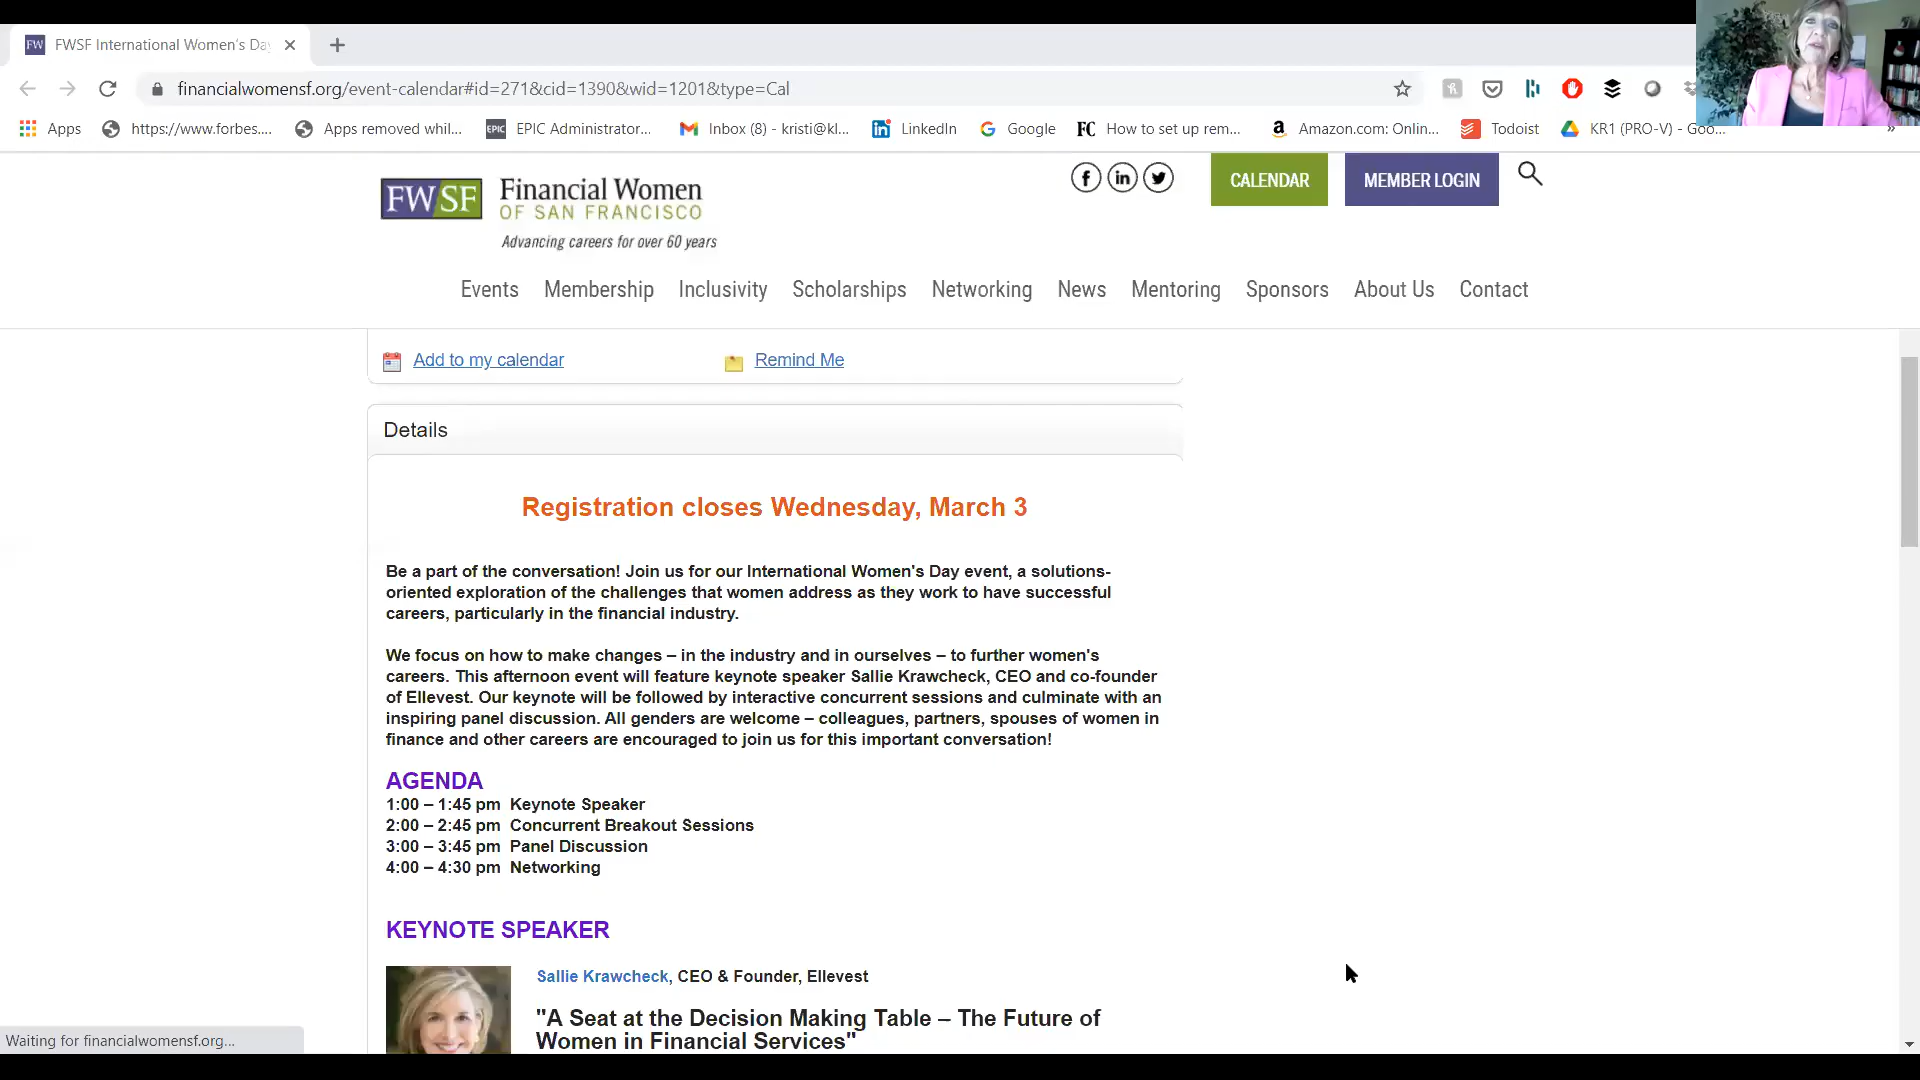 FW FWSF International Women's Da
financialwomensf.org/event-calendar#id=271&cid=1390&wid=1201&type=Cal
Apps https://www.forbes.... Apps removed whil... EPIC EPIC Administrator... Inbox (8) - kristi@kl... LinkedIn Google FC How to set up rem... Amazon.com: Onlin... Todoist KR1 (PRO-V) - Goo...
FWSF Financial Women
OF SAN FRANCISCO
Advancing careers for over 60 years
CALENDAR MEMBER LOGIN
Events Membership Inclusivity Scholarships Networking News Mentoring Sponsors About Us Contact
Add to my calendar Remind Me
Details
Registration closes Wednesday, March 3
Be a part of the conversation! Join us for our International Women's Day event, a solutions-
oriented exploration of the challenges that women address as they work to have successful
careers, particularly in the financial industry.
We focus on how to make changes – in the industry and in ourselves – to further women's
careers. This afternoon event will feature keynote speaker Sallie Krawcheck, CEO and co-founder
of Ellevest. Our keynote will be followed by interactive concurrent sessions and culminate with an
inspiring panel discussion. All genders are welcome – colleagues, partners, spouses of women in
finance and other careers are encouraged to join us for this important conversation!
AGENDA
1:00 – 1:45 pm Keynote Speaker
2:00 – 2:45 pm Concurrent Breakout Sessions
3:00 – 3:45 pm Panel Discussion
4:00 – 4:30 pm Networking
KEYNOTE SPEAKER
Sallie Krawcheck, CEO & Founder, Ellevest
"A Seat at the Decision Making Table – The Future of
Women in Financial Services"
Waiting for financialwomensf.org...